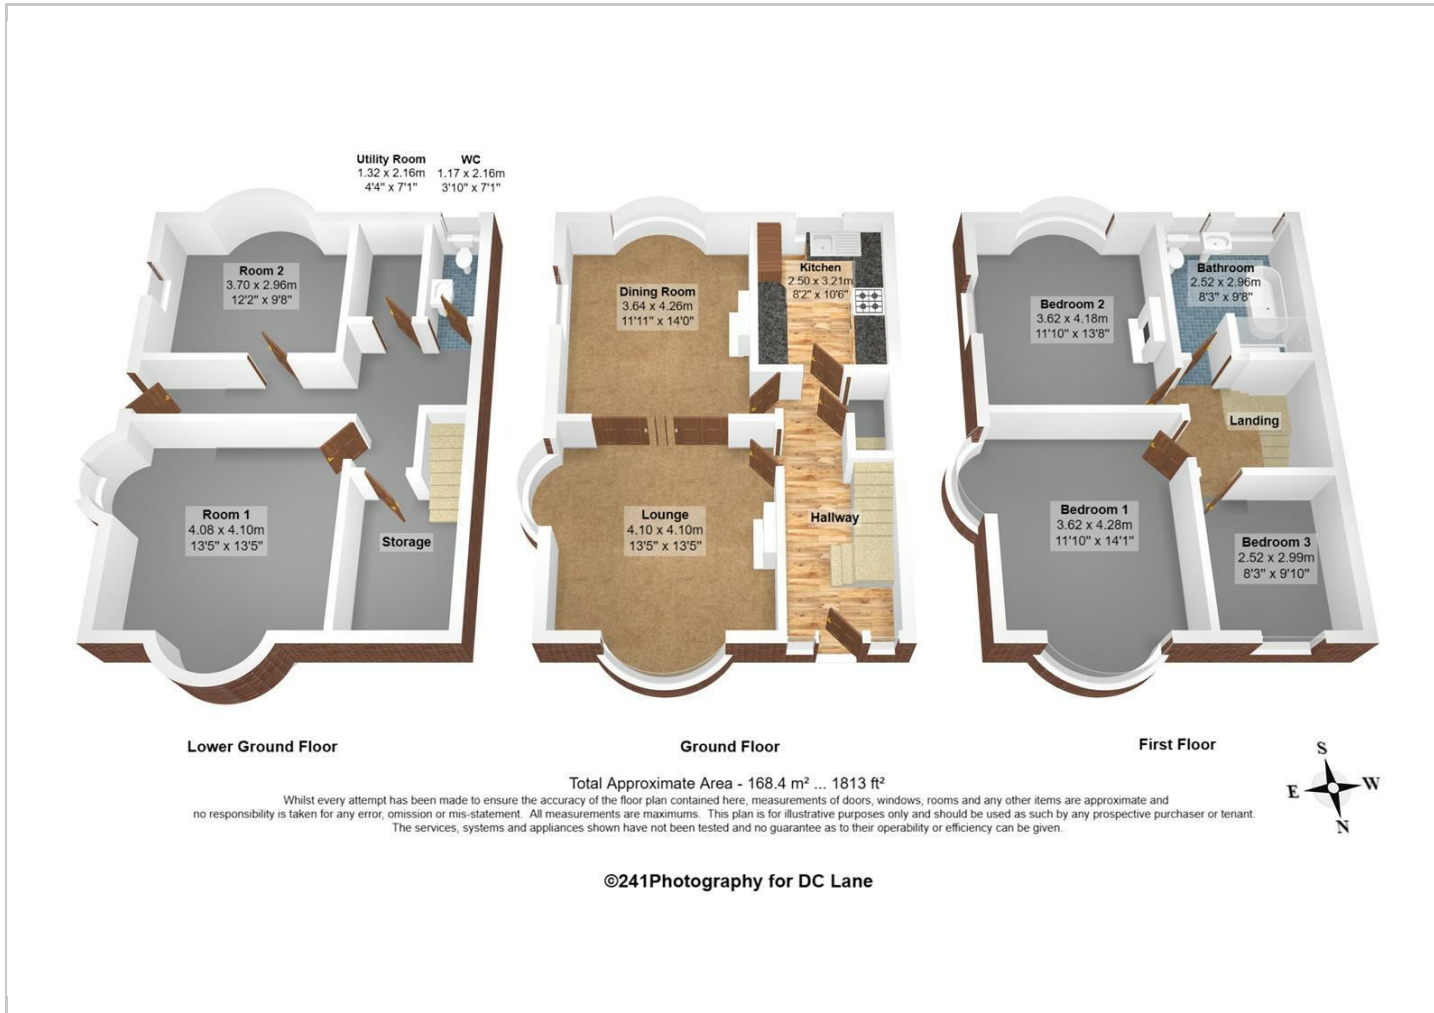 Utility Room
1.32 x 2.16m
4'4" x 7'1"
WC
1.17 x 2.16m
3'10" x 7'1"
Room 2
3.70 x 2.96m
12'2" x 9'8"
Room 1
4.08 x 4.10m
13'5" x 13'5"
Storage
Dining Room
3.64 x 4.26m
11'11" x 14'0"
Kitchen
2.50 x 3.21m
8'2" x 10'6"
Lounge
4.10 x 4.10m
13'5" x 13'5"
Hallway
Bedroom 2
3.62 x 4.18m
11'10" x 13'8"
Bathroom
2.52 x 2.96m
8'3" x 9'8"
Landing
Bedroom 1
3.62 x 4.28m
11'10" x 14'1"
Bedroom 3
2.52 x 2.99m
8'3" x 9'10"
Lower Ground Floor
Ground Floor
First Floor
S
E
W
N
Total Approximate Area - 168.4 m² ... 1813 ft²
Whilst every attempt has been made to ensure the accuracy of the floor plan contained here, measurements of doors, windows, rooms and any other items are approximate and
no responsibility is taken for any error, omission or mis-statement. All measurements are maximums. This plan is for illustrative purposes only and should be used as such by any prospective purchaser or tenant.
The services, systems and appliances shown have not been tested and no guarantee as to their operability or efficiency can be given.
©241Photography for DC Lane